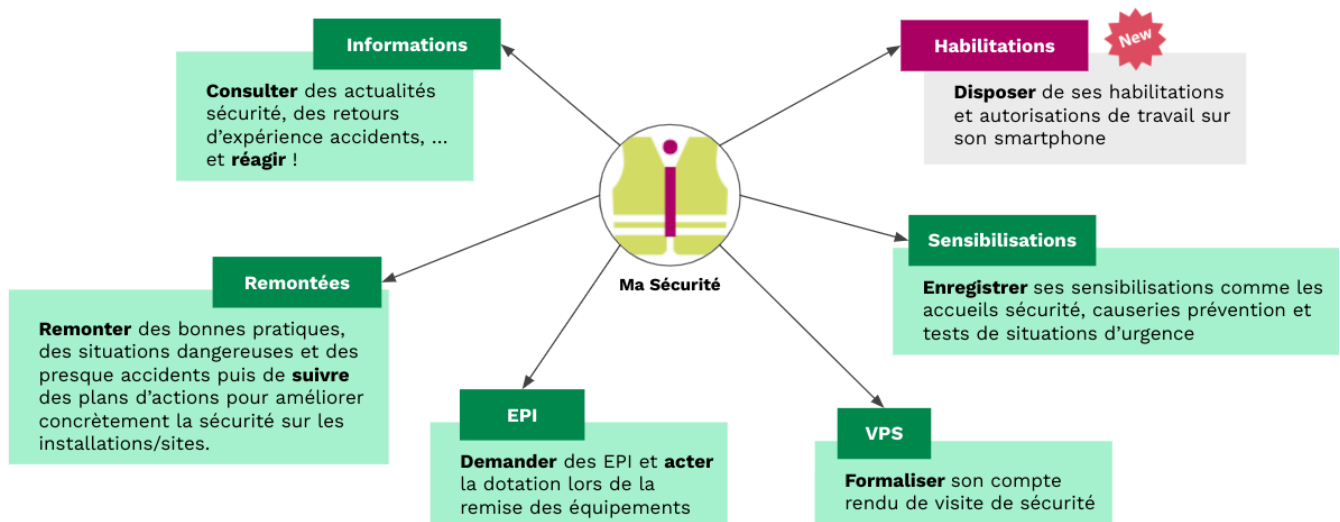 Informations
Consulter des actualités
sécurité, des retours
d'expérience accidents, ...
et réagir !
Habilitations
New
Disposer de ses habilitations
et autorisations de travail sur
son smartphone
Ma Sécurité
Sensibilisations
Enregistrer ses sensibilisations comme les
accueils sécurité, causeries prévention et
tests de situations d'urgence
Remontées
Remonter des bonnes pratiques,
des situations dangereuses et des
presque accidents puis de suivre
des plans d'actions pour améliorer
concrètement la sécurité sur les
installations/sites.
EPI
Demander des EPI et acter
la dotation lors de la
remise des équipements
VPS
Formaliser son compte
rendu de visite de sécurité